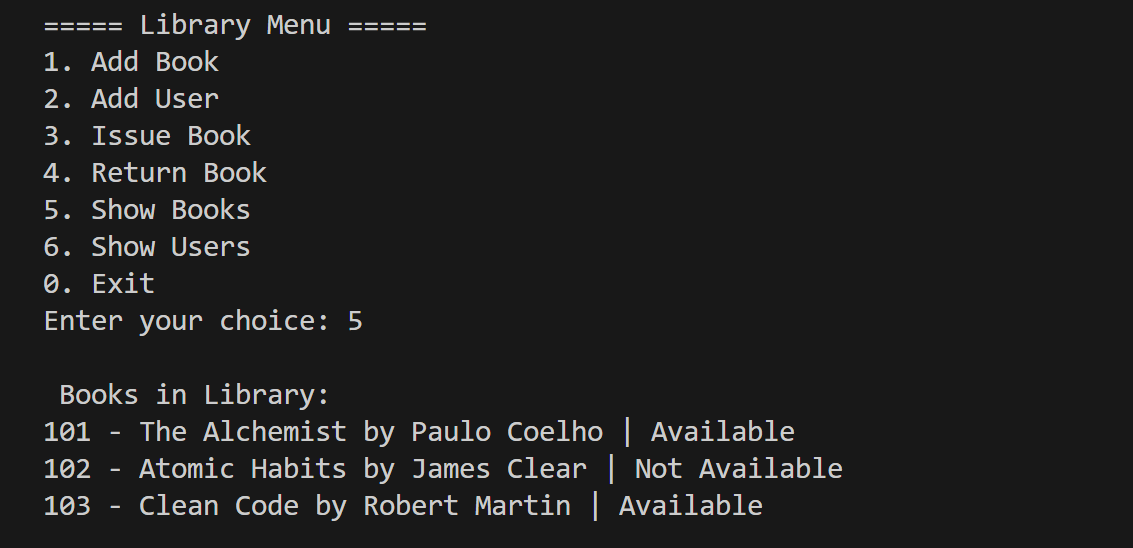 ===== Library Menu =====
1. Add Book
2. Add User
3. Issue Book
4. Return Book
5. Show Books
6. Show Users
0. Exit
Enter your choice: 5

 Books in Library:
101 - The Alchemist by Paulo Coelho | Available
102 - Atomic Habits by James Clear | Not Available
103 - Clean Code by Robert Martin | Available